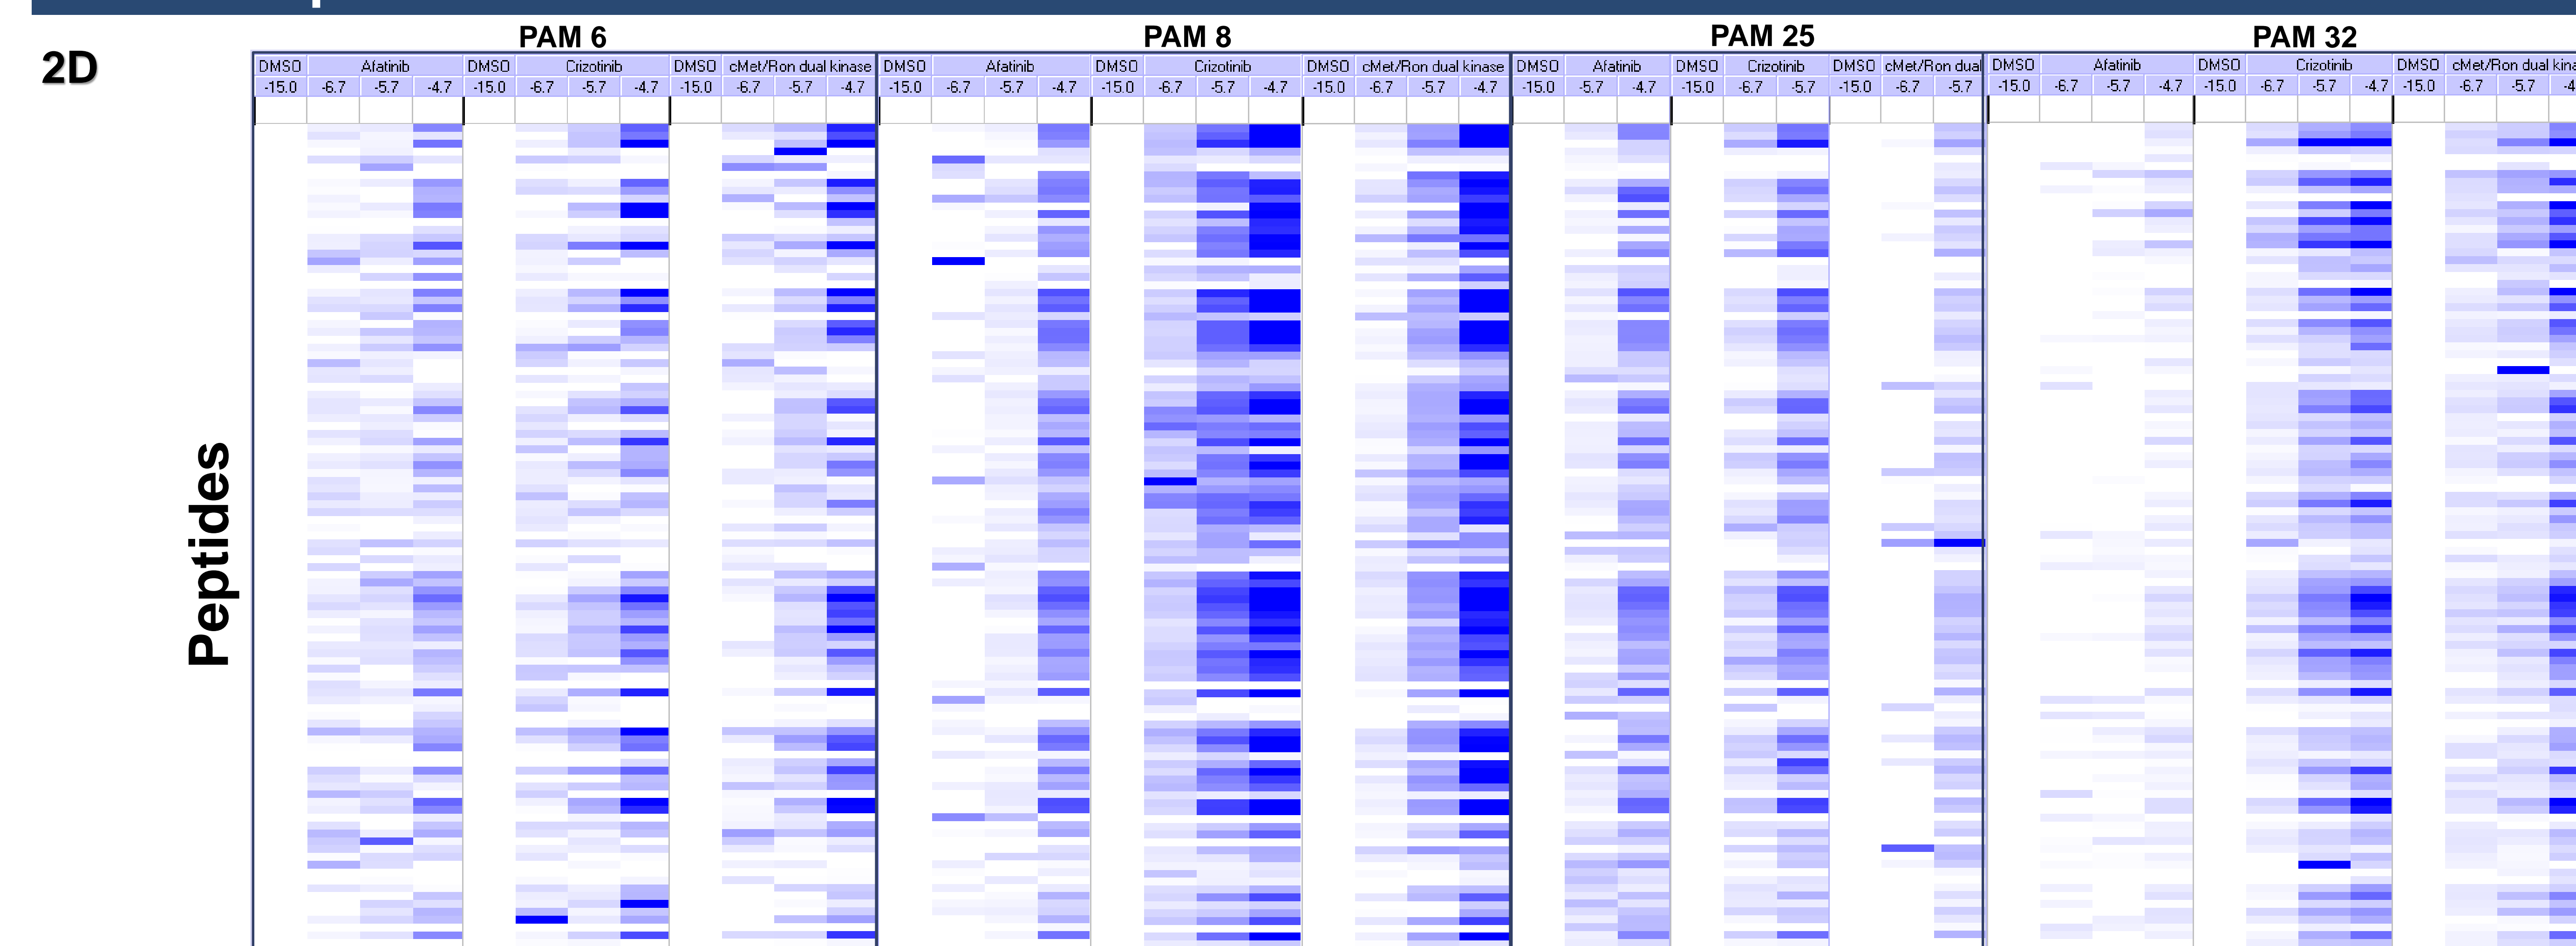 PAM 6 PAM 8 PAM 25 PAM 32
2D
DMSO Afatinib DMSO Crizotinib DMSO cMet/Ron dual kinase DMSO Afatinib DMSO Crizotinib DMSO cMet/Ron dual kinase DMSO Afatinib DMSO Crizotinib DMSO cMet/Ron dual DMSO Afatinib DMSO Crizotinib DMSO cMet/Ron dual kina
-15.0 -6.7 -5.7 -4.7 -15.0 -6.7 -5.7 -4.7 -15.0 -6.7 -5.7 -4.7 -15.0 -6.7 -5.7 -4.7 -15.0 -6.7 -5.7 -4.7 -15.0 -6.7 -5.7 -4.7 -15.0 -5.7 -4.7 -15.0 -6.7 -5.7 -15.0 -6.7 -5.7 -15.0 -6.7 -5.7 -4.7 -15.0 -6.7 -5.7 -4.7 -15.0 -6.7 -5.7 -4
Peptides